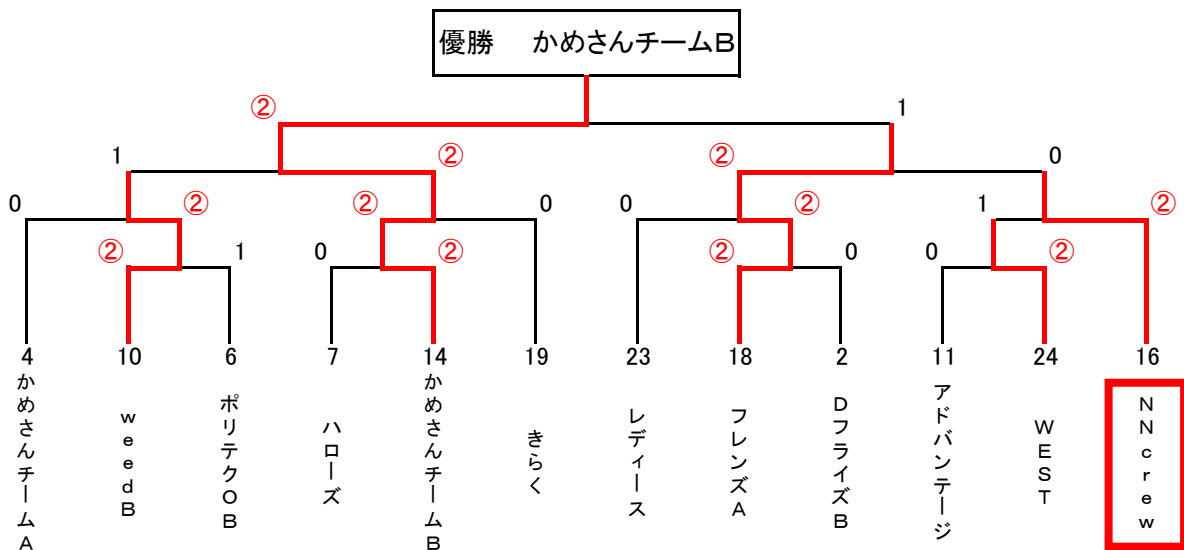 優勝 かめさんチームB
② 1
1 ② ② 0
0 ② ② 0 0 ② 1 ②
② 1 0 ② ② 0 0 ②
4 10 6 7 14 19 23 18 2 11 24 16
かめさんチームA
weedB
ポリテクOB
ハローズ
かめさんチームB
きらく
レディース
フレンズA
DフライズB
アドバンテージ
WEST
NNcrew